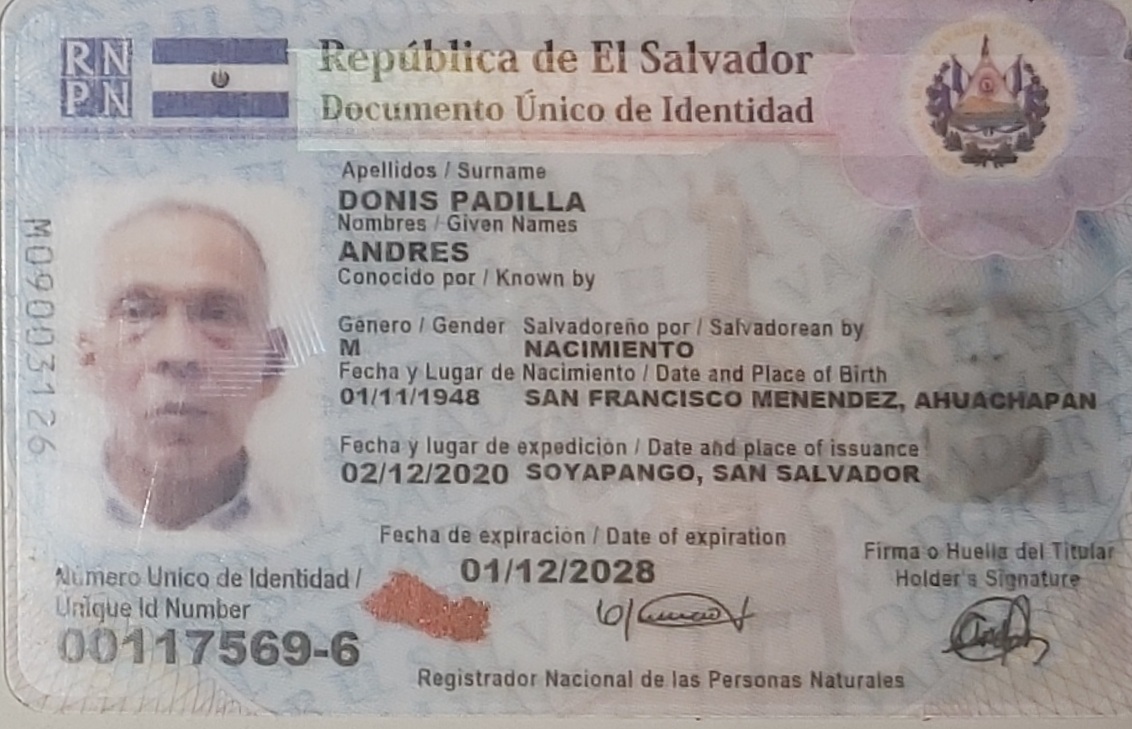 RN
PN
República de El Salvador
Documento Único de Identidad
Apellidos / Surname
DONIS PADILLA
Nombres / Given Names
ANDRES
Conocido por / Known by
Género / Gender Salvadoreño por / Salvadorean by
M NACIMIENTO
Fecha y Lugar de Nacimiento / Date and Place of Birth
01/11/1948 SAN FRANCISCO MENENDEZ, AHUACHAPAN
Fecha y lugar de expedición / Date and place of issuance
02/12/2020 SOYAPANGO, SAN SALVADOR
Fecha de expiración / Date of expiration
01/12/2028
Firma o Huella del Titular
Holder's Signature
Número Unico de Identidad /
Unique Id Number
00117569-6
Registrador Nacional de las Personas Naturales
M09003126